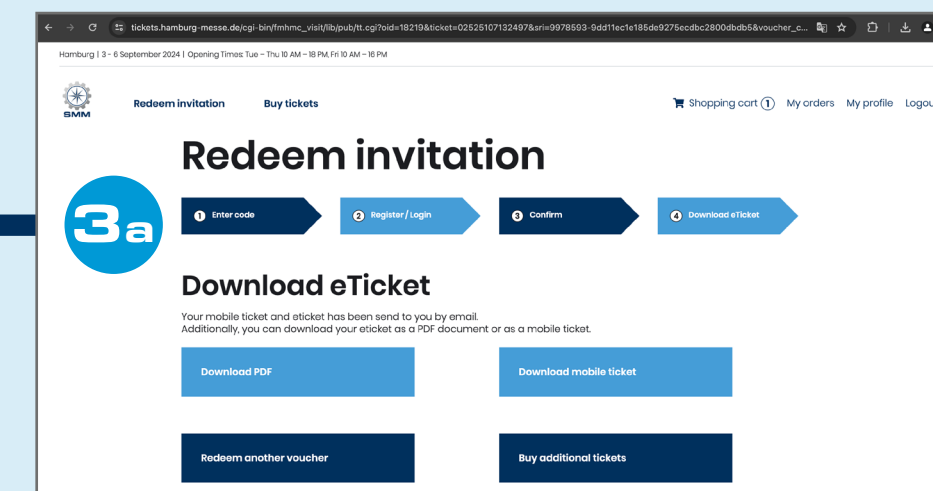 tickets.hamburg-messe.de/cgi-bin/fmhmc_visit/lib/pub/tt.cgi?oid=18219&ticket=02525107132497&sri=9978593-9dd11ec1e185de9275ecdbc2800dbdb5&voucher_c...
Hamburg | 3 - 6 September 2024 | Opening Times: Tue – Thu 10 AM – 18 PM, Fri 10 AM – 16 PM
SMM
Redeem invitation Buy tickets Shopping cart 1 My orders My profile Logou
Redeem invitation
3a
1 Enter code 2 Register / Login 3 Confirm 4 Download eTicket
Download eTicket
Your mobile ticket and eticket has been send to you by email.
Additionally, you can download your eticket as a PDF document or as a mobile ticket.
Download PDF Download mobile ticket
Redeem another voucher Buy additional tickets